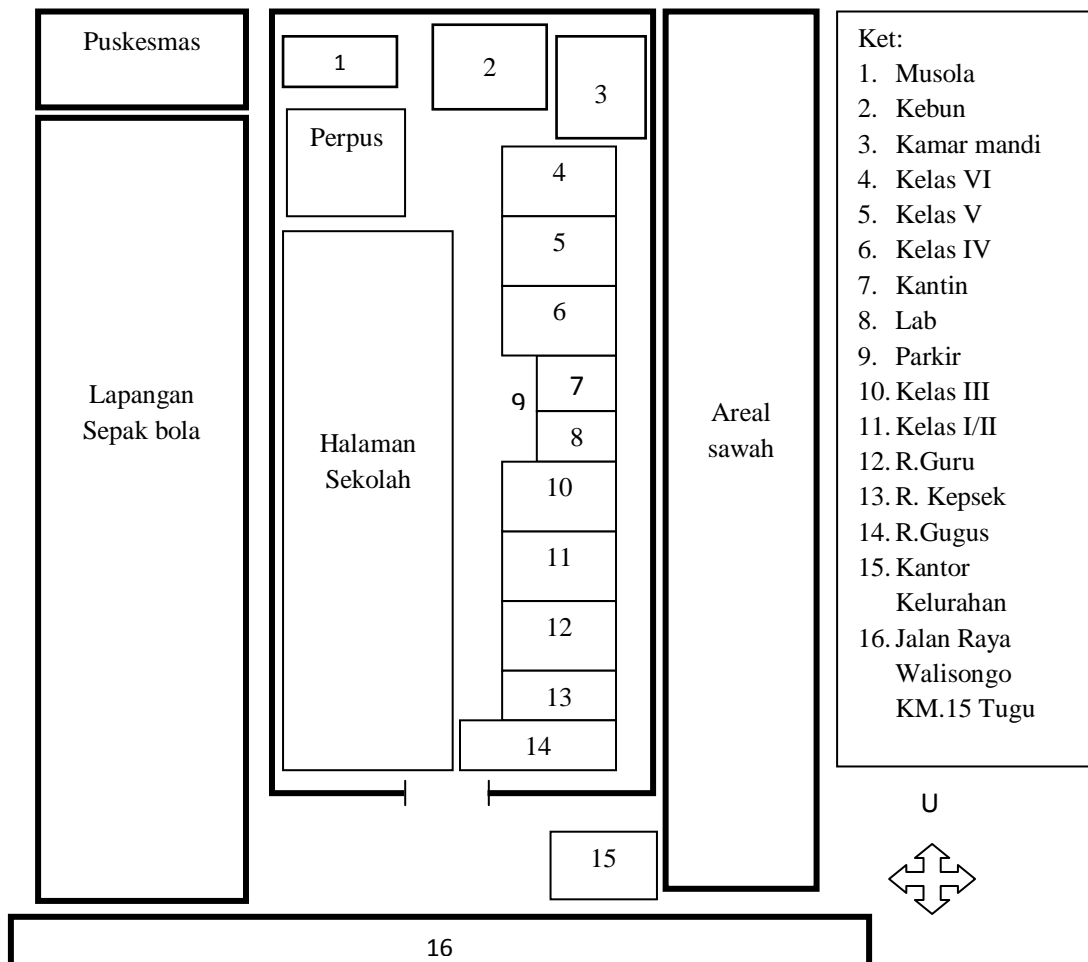 Puskesmas
Lapangan
Sepak bola
1
2
3
Perpus
4
5
6
7
9
8
Halaman
Sekolah
10
11
12
13
14
15
16
Areal
sawah
Ket:
1. Musola
2. Kebun
3. Kamar mandi
4. Kelas VI
5. Kelas V
6. Kelas IV
7. Kantin
8. Lab
9. Parkir
10. Kelas III
11. Kelas I/II
12. R.Guru
13. R. Kepsek
14. R.Gugus
15. Kantor
Kelurahan
16. Jalan Raya
Walisongo
KM.15 Tugu
U